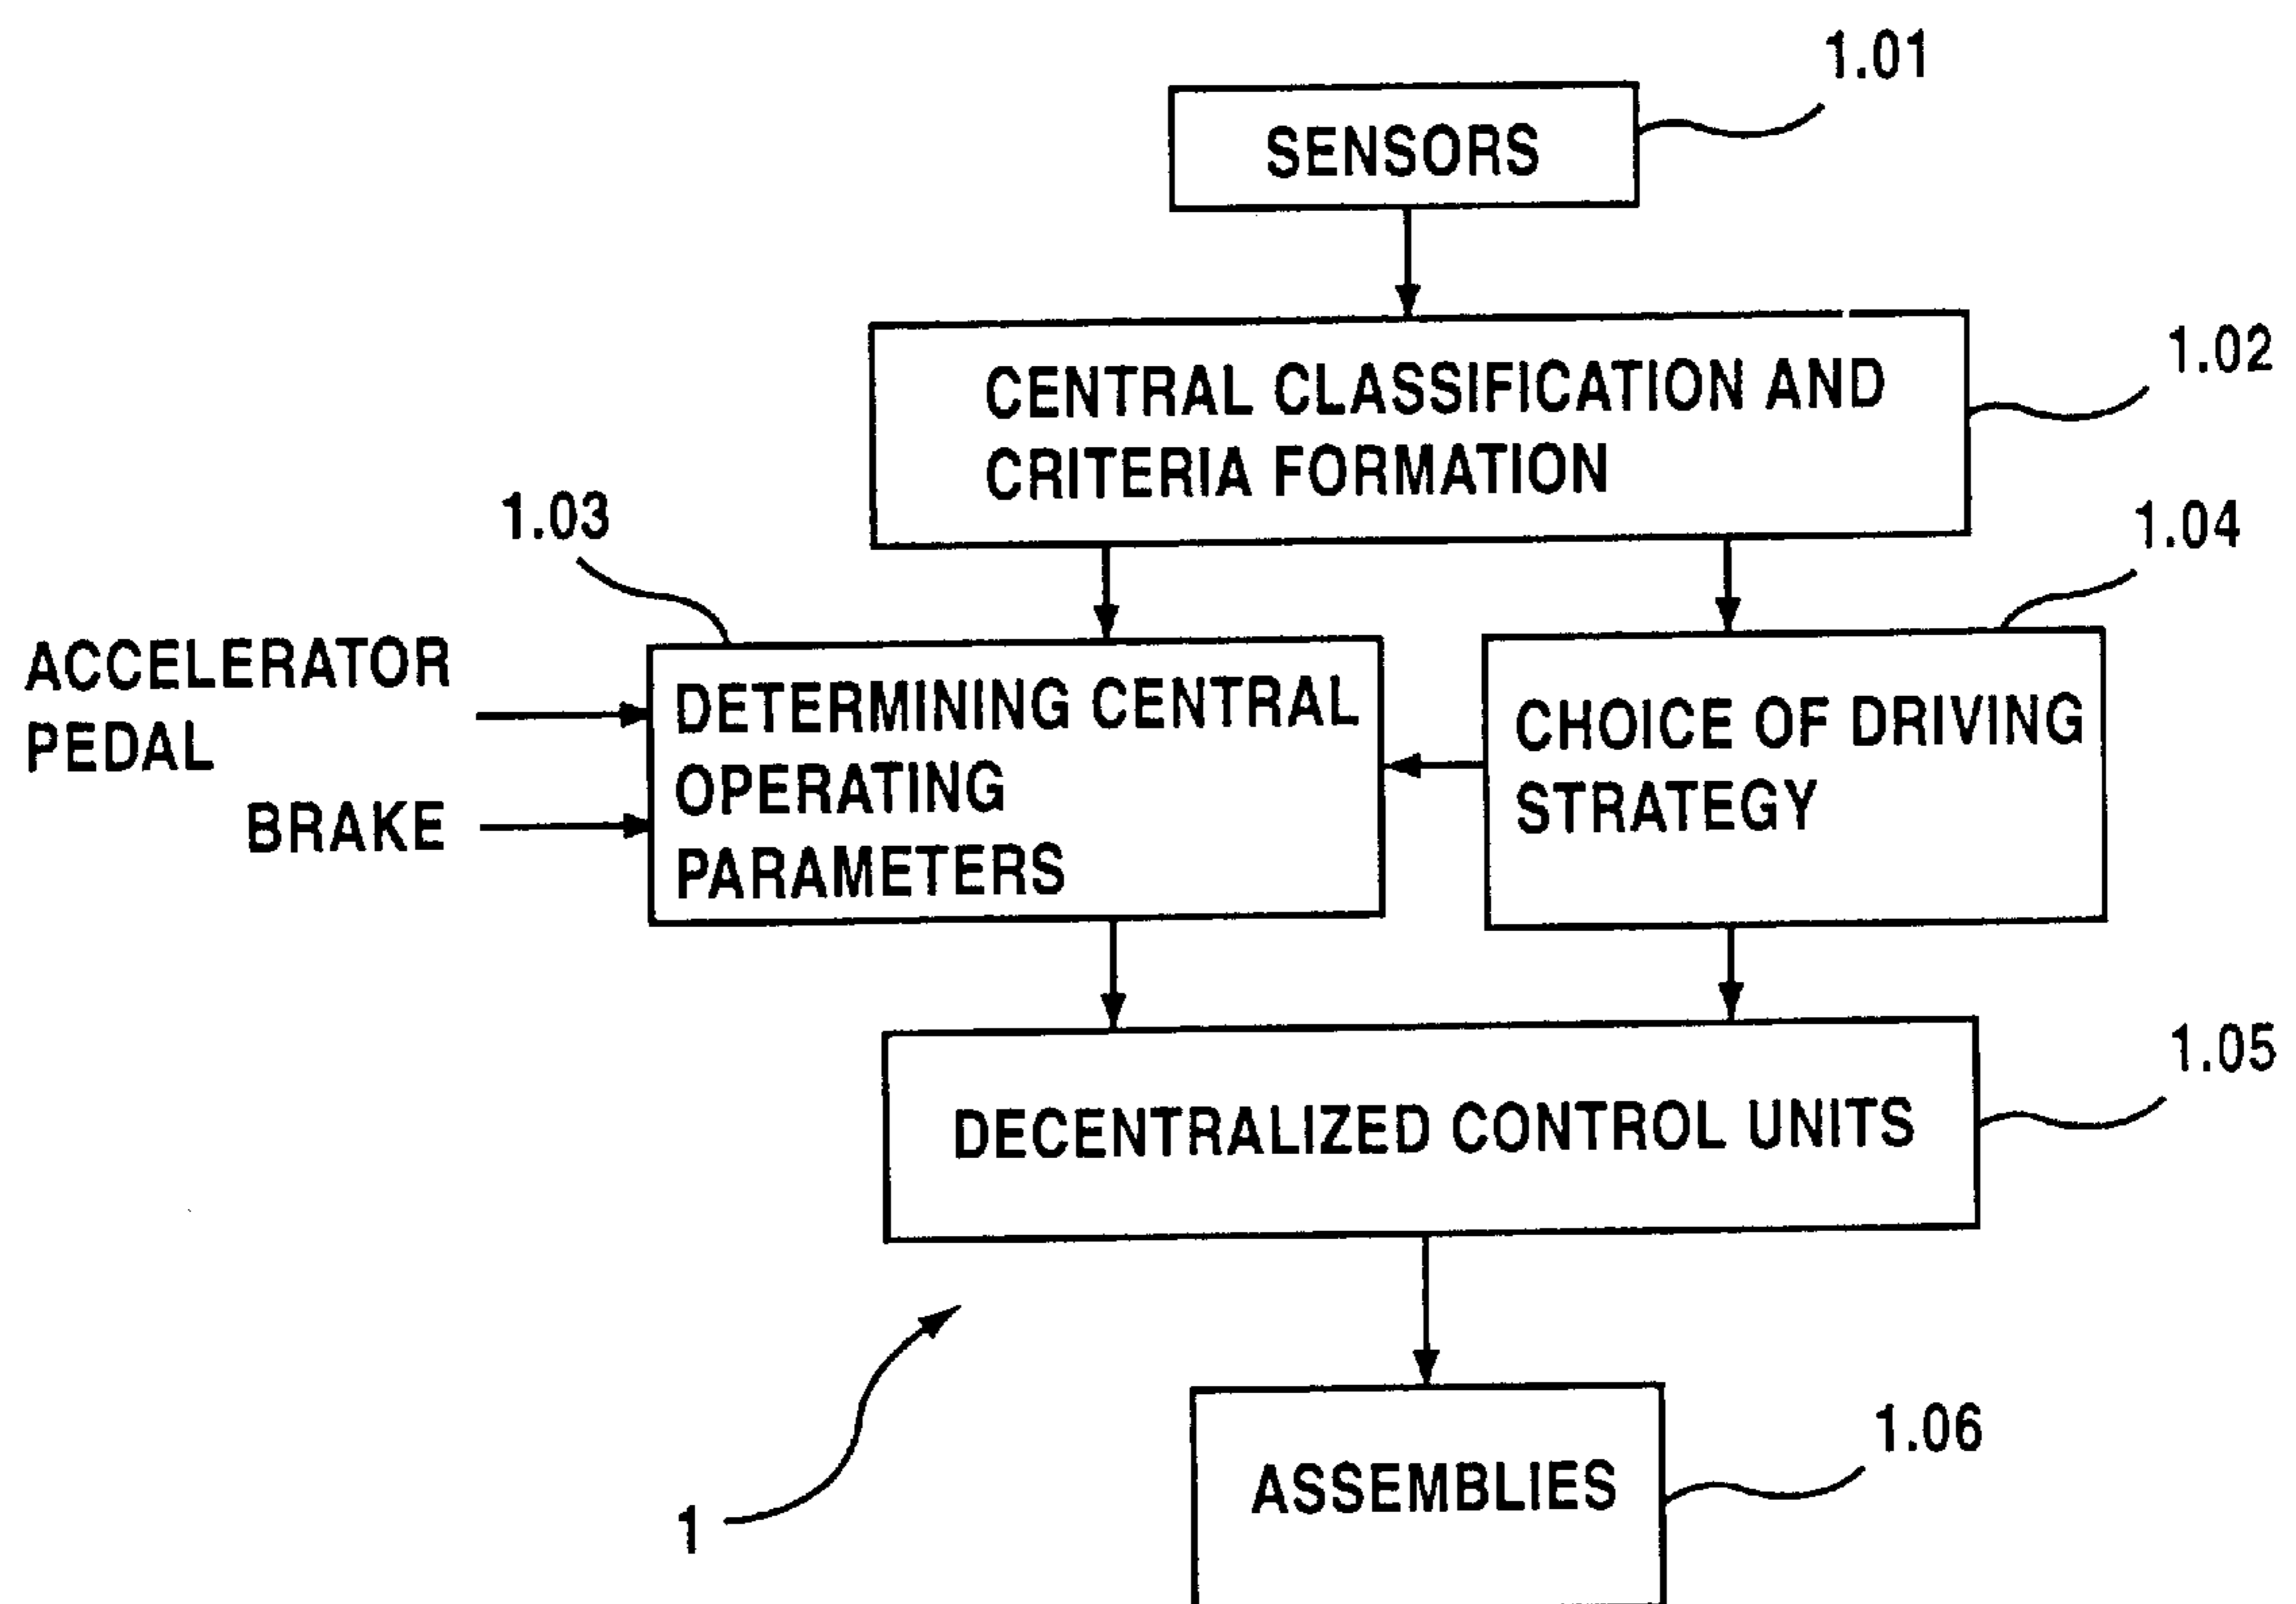 1.01
SENSORS
1.02
CENTRAL CLASSIFICATION AND
CRITERIA FORMATION
1.03
1.04
ACCELERATOR
PEDAL
BRAKE
DETERMINING CENTRAL
OPERATING
PARAMETERS
CHOICE OF DRIVING
STRATEGY
1.05
DECENTRALIZED CONTROL UNITS
1.06
ASSEMBLIES
1